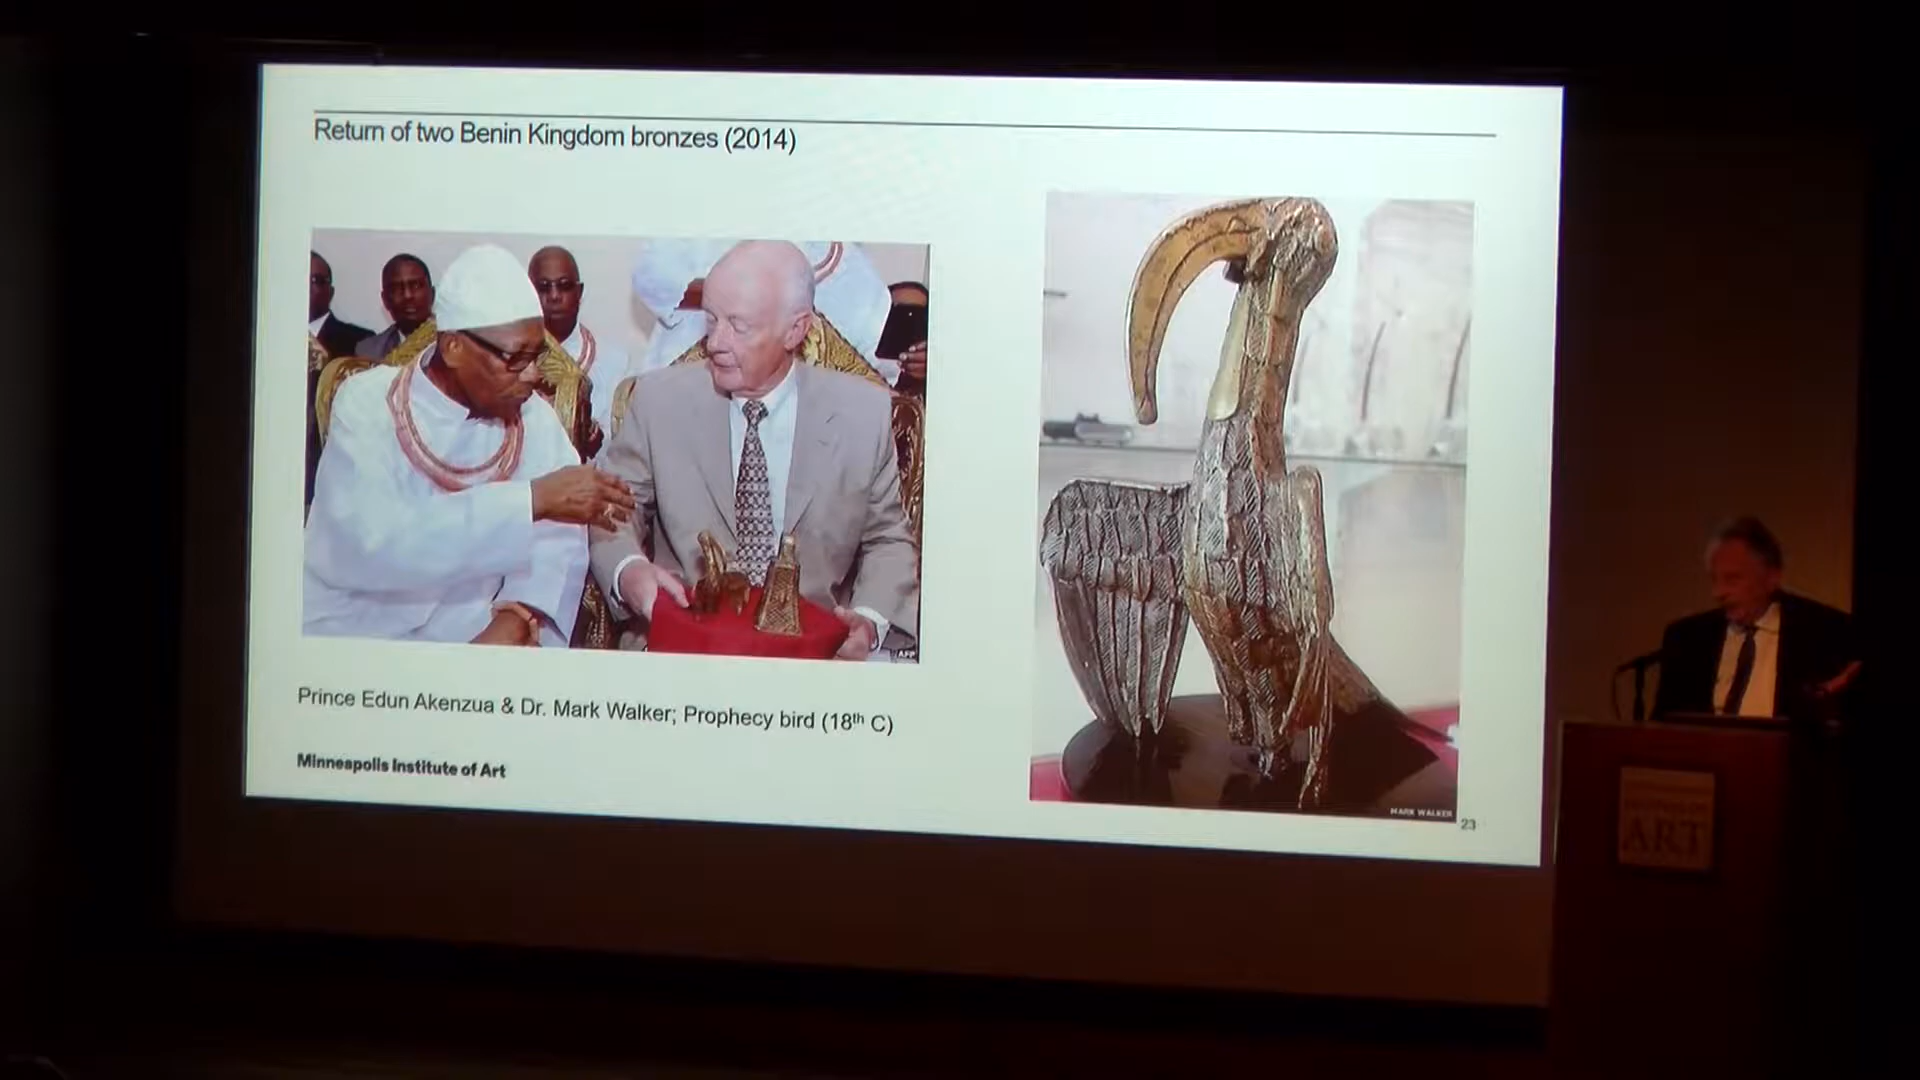 Return of two Benin Kingdom bronzes (2014)
AFP
Prince Edun Akenzua & Dr. Mark Walker; Prophecy bird (18th C)
Minneapolis Institute of Art
MARK WALKER
23
ART